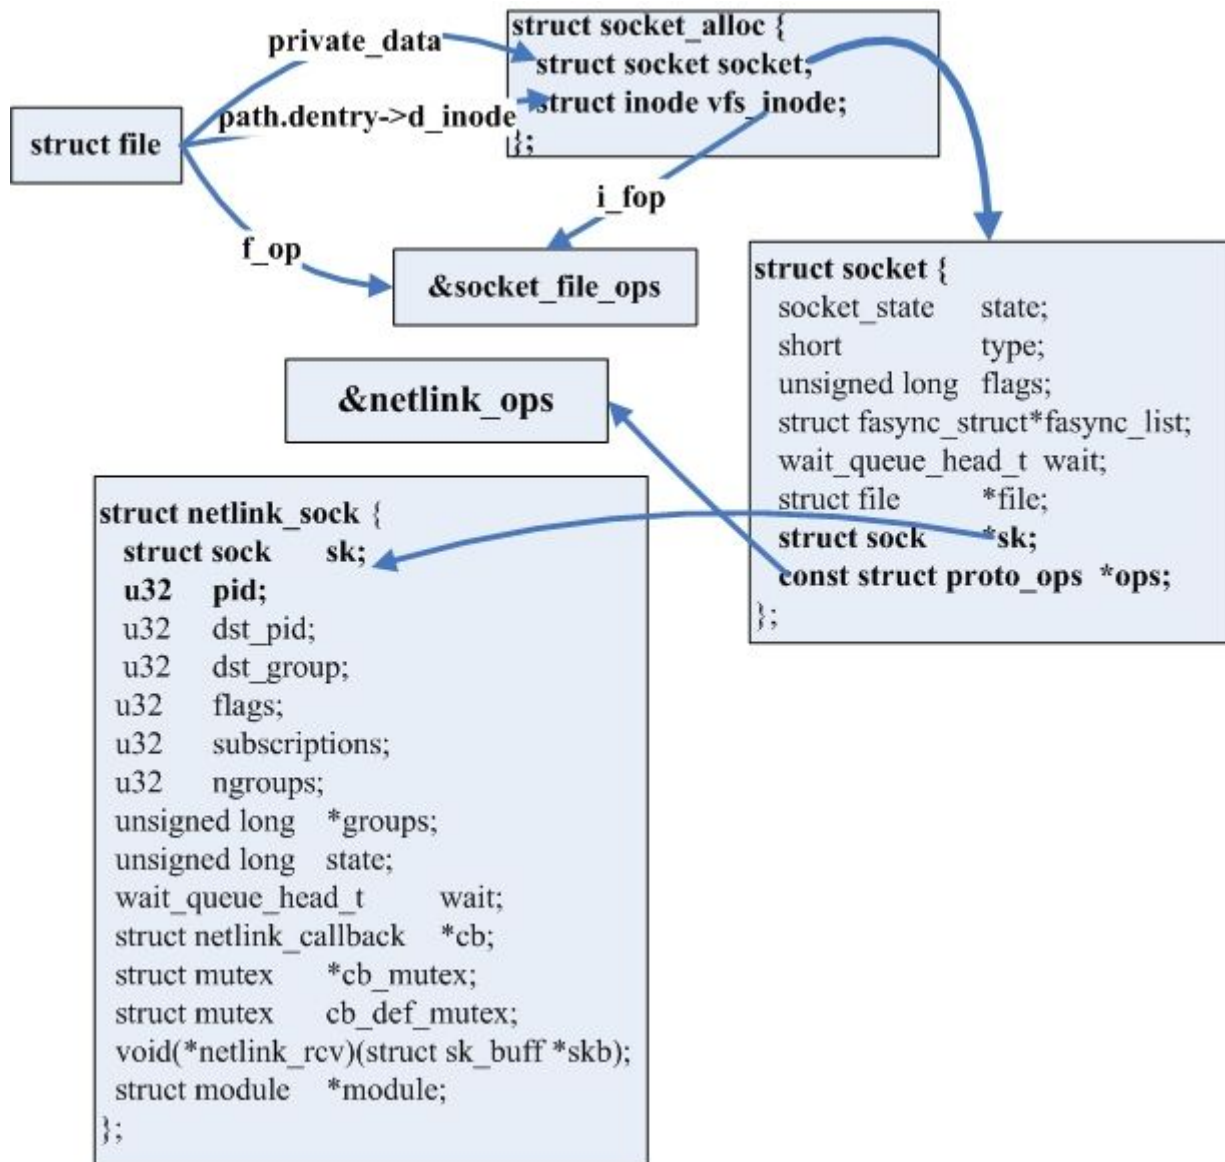 struct socket_alloc {
private_data
struct socket socket;
path.dentry->d_inode
struct inode vfs_inode;
};
struct file
i_fop
f_op
&socket_file_ops
struct socket {
socket_state state;
short type;
unsigned long flags;
struct fasync_struct*fasync_list;
wait_queue_head_t wait;
struct file *file;
struct sock *sk;
const struct proto_ops *ops;
};
&netlink_ops
struct netlink_sock {
struct sock sk;
u32 pid;
u32 dst_pid;
u32 dst_group;
u32 flags;
u32 subscriptions;
u32 ngroups;
unsigned long *groups;
unsigned long state;
wait_queue_head_t wait;
struct netlink_callback *cb;
struct mutex *cb_mutex;
struct mutex cb_def_mutex;
void(*netlink_rcv)(struct sk_buff *skb);
struct module *module;
};